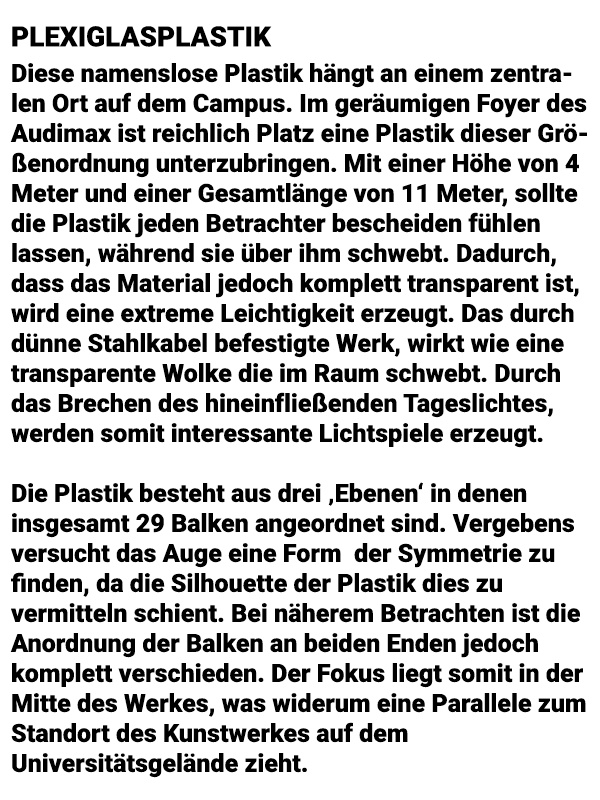 PLEXIGLASPLASTIK
Diese namenslose Plastik hängt an einem zentra-
len Ort auf dem Campus. Im geräumigen Foyer des
Audimax ist reichlich Platz eine Plastik dieser Grö-
ßenordnung unterzubringen. Mit einer Höhe von 4
Meter und einer Gesamtlänge von 11 Meter, sollte
die Plastik jeden Betrachter bescheiden fühlen
lassen, während sie über ihm schwebt. Dadurch,
dass das Material jedoch komplett transparent ist,
wird eine extreme Leichtigkeit erzeugt. Das durch
dünne Stahlkabel befestigte Werk, wirkt wie eine
transparente Wolke die im Raum schwebt. Durch
das Brechen des hineinfließenden Tageslichtes,
werden somit interessante Lichtspiele erzeugt.

Die Plastik besteht aus drei ‚Ebenen‘ in denen
insgesamt 29 Balken angeordnet sind. Vergebens
versucht das Auge eine Form  der Symmetrie zu
finden, da die Silhouette der Plastik dies zu
vermitteln schient. Bei näherem Betrachten ist die
Anordnung der Balken an beiden Enden jedoch
komplett verschieden. Der Fokus liegt somit in der
Mitte des Werkes, was widerum eine Parallele zum
Standort des Kunstwerkes auf dem
Universitätsgelände zieht.